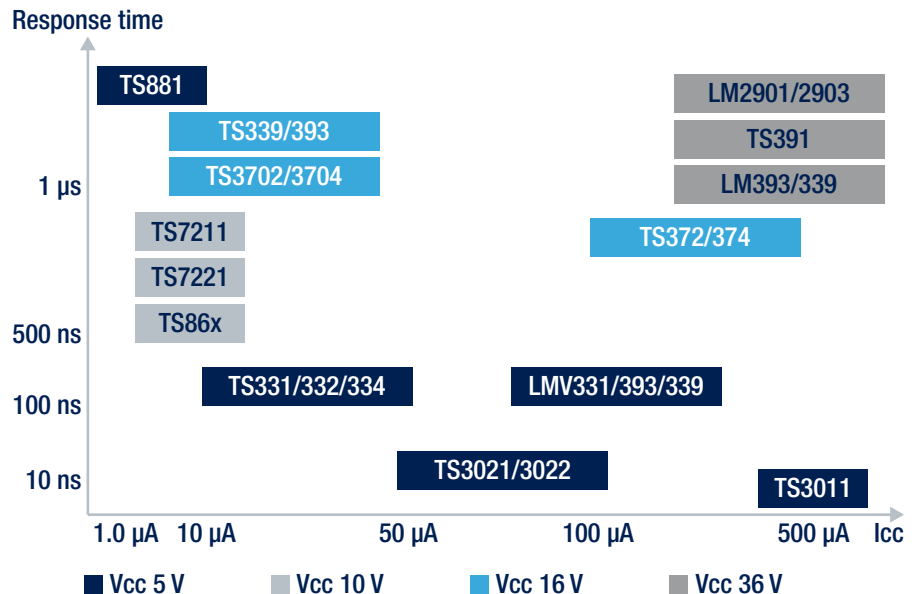 Response time
TS881
LM2901/2903
TS339/393
TS391
TS3702/3704
1 µs
LM393/339
TS7211
TS372/374
TS7221
TS86x
500 ns
TS331/332/334
LMV331/393/339
100 ns
TS3021/3022
10 ns
TS3011
1.0 µA 10 µA 50 µA 100 µA 500 µA Icc
Vcc 5 V Vcc 10 V Vcc 16 V Vcc 36 V